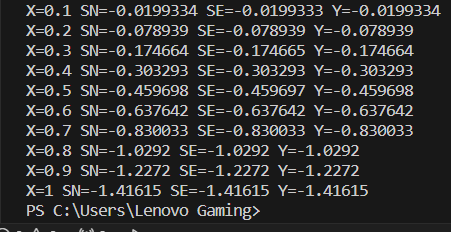 X=0.1 SN=-0.0199334 SE=-0.0199333 Y=-0.0199334
X=0.2 SN=-0.078939 SE=-0.078939 Y=-0.078939
X=0.3 SN=-0.174664 SE=-0.174665 Y=-0.174664
X=0.4 SN=-0.303293 SE=-0.303293 Y=-0.303293
X=0.5 SN=-0.459698 SE=-0.459697 Y=-0.459698
X=0.6 SN=-0.637642 SE=-0.637642 Y=-0.637642
X=0.7 SN=-0.830033 SE=-0.830033 Y=-0.830033
X=0.8 SN=-1.0292 SE=-1.0292 Y=-1.0292
X=0.9 SN=-1.2272 SE=-1.2272 Y=-1.2272
X=1 SN=-1.41615 SE=-1.41615 Y=-1.41615
PS C:\Users\Lenovo Gaming>